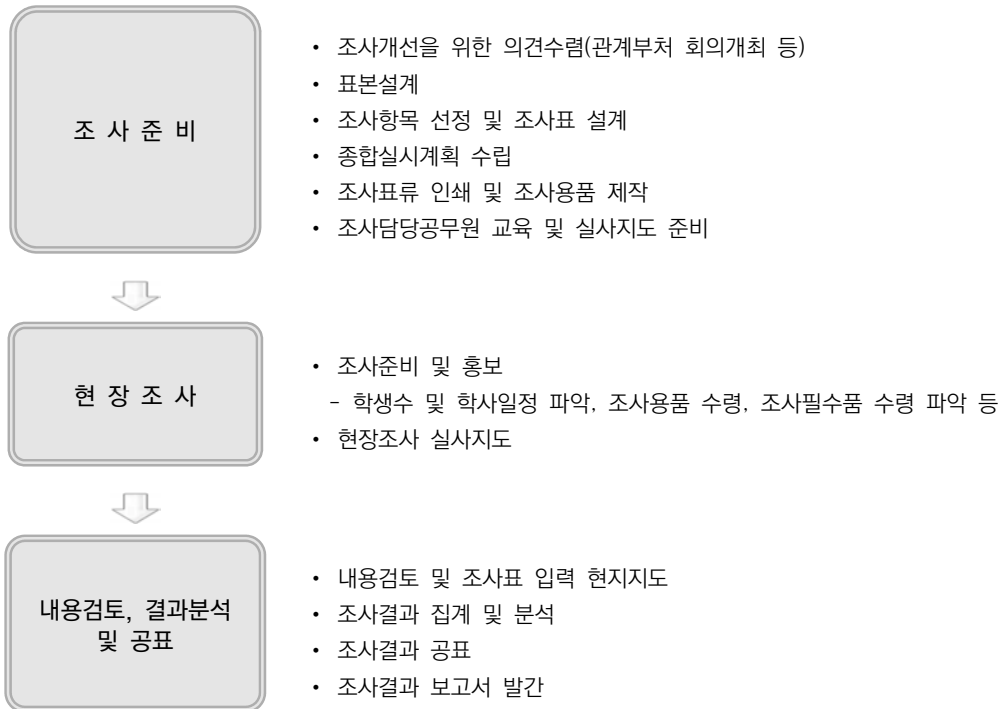 조 사 준 비
• 조사개선을 위한 의견수렴(관계부처 회의개최 등)
• 표본설계
• 조사항목 선정 및 조사표 설계
• 종합실시계획 수립
• 조사표류 인쇄 및 조사용품 제작
• 조사담당공무원 교육 및 실사지도 준비
현 장 조 사
• 조사준비 및 홍보
- 학생수 및 학사일정 파악, 조사용품 수령, 조사필수품 수령 파악 등
• 현장조사 실사지도
내용검토, 결과분석
및 공표
• 내용검토 및 조사표 입력 현지지도
• 조사결과 집계 및 분석
• 조사결과 공표
• 조사결과 보고서 발간